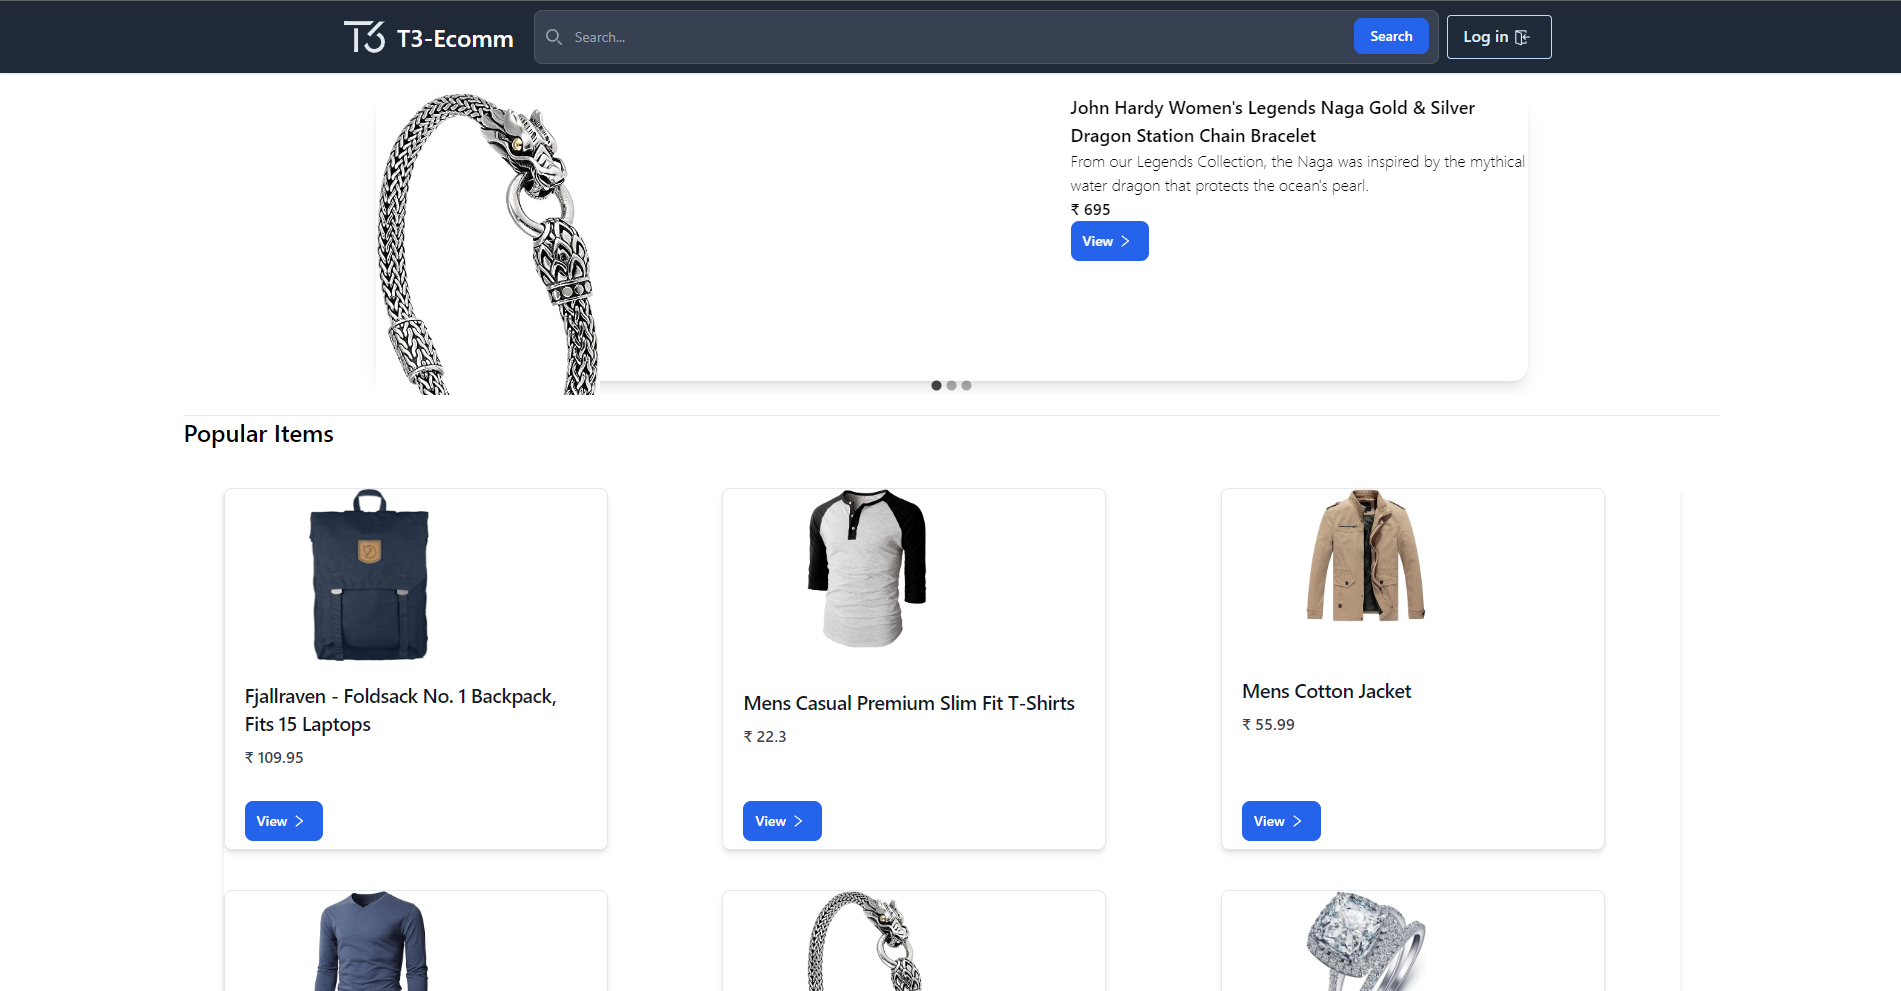 T3 T3-Ecomm
Search...
Search
Log in
John Hardy Women's Legends Naga Gold & Silver
Dragon Station Chain Bracelet
From our Legends Collection, the Naga was inspired by the mythical
water dragon that protects the ocean's pearl.
₹ 695
View
Popular Items
Fjallraven - Foldsack No. 1 Backpack,
Fits 15 Laptops
₹ 109.95
View
Mens Casual Premium Slim Fit T-Shirts
₹ 22.3
View
Mens Cotton Jacket
₹ 55.99
View